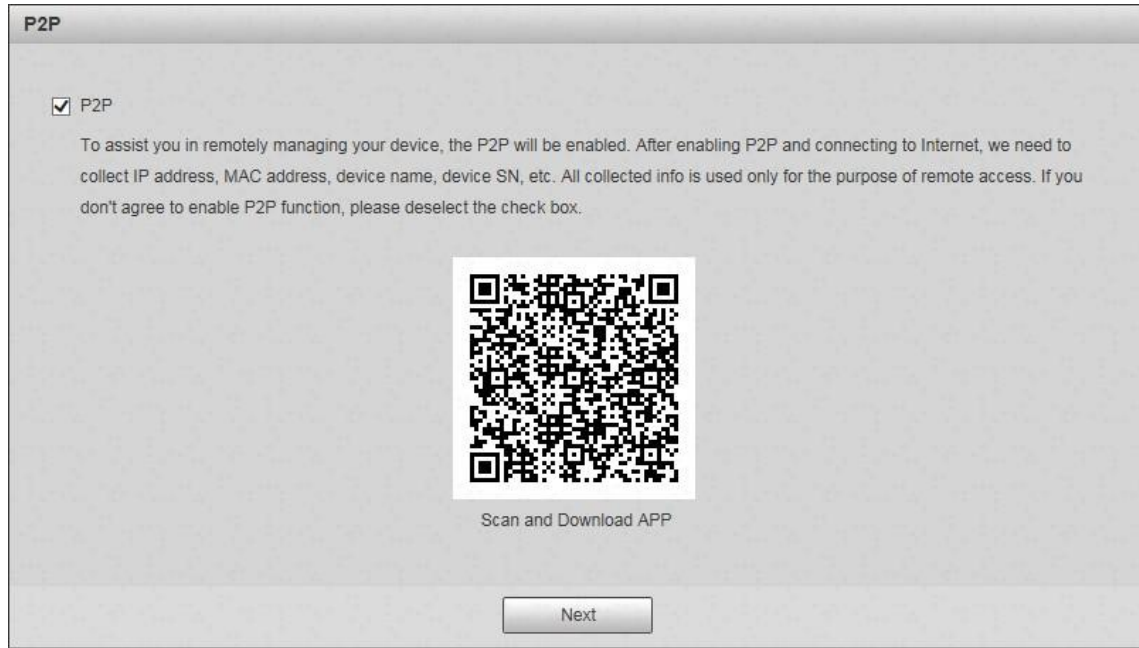 P2P
P2P
To assist you in remotely managing your device, the P2P will be enabled. After enabling P2P and connecting to Internet, we need to
collect IP address, MAC address, device name, device SN, etc. All collected info is used only for the purpose of remote access. If you
don't agree to enable P2P function, please deselect the check box.
Scan and Download APP
Next